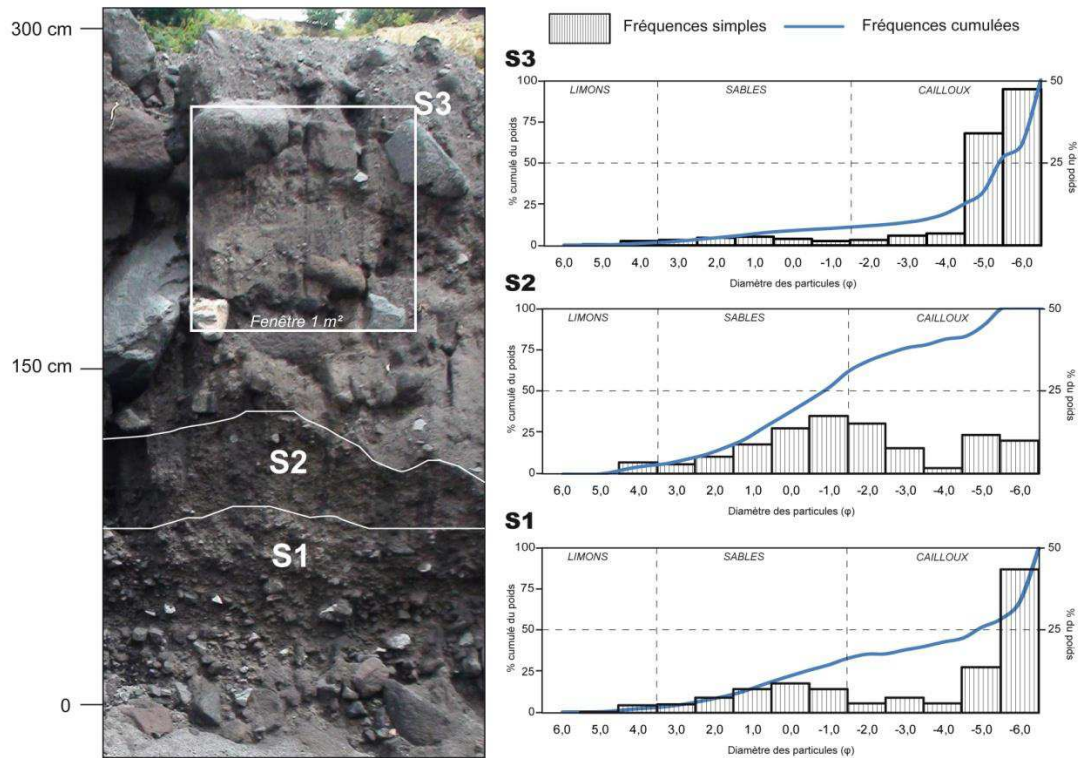 300 cm
S3
Fenêtre 1 m²
150 cm
S2
S1
0
Fréquences simples
Fréquences cumulées
S3
100
75
50
25
0
% cumulé du poids
LIMONS
SABLES
CAILLOUX
50
25
0
% du poids
6,0 5,0 4,0 3,0 2,0 1,0 0,0 -1,0 -2,0 -3,0 -4,0 -5,0 -6,0
Diamètre des particules (φ)
S2
100
75
50
25
0
% cumulé du poids
LIMONS
SABLES
CAILLOUX
50
25
0
% du poids
6,0 5,0 4,0 3,0 2,0 1,0 0,0 -1,0 -2,0 -3,0 -4,0 -5,0 -6,0
Diamètre des particules (φ)
S1
100
75
50
25
0
% cumulé du poids
LIMONS
SABLES
CAILLOUX
50
25
0
% du poids
6,0 5,0 4,0 3,0 2,0 1,0 0,0 -1,0 -2,0 -3,0 -4,0 -5,0 -6,0
Diamètre des particules (φ)